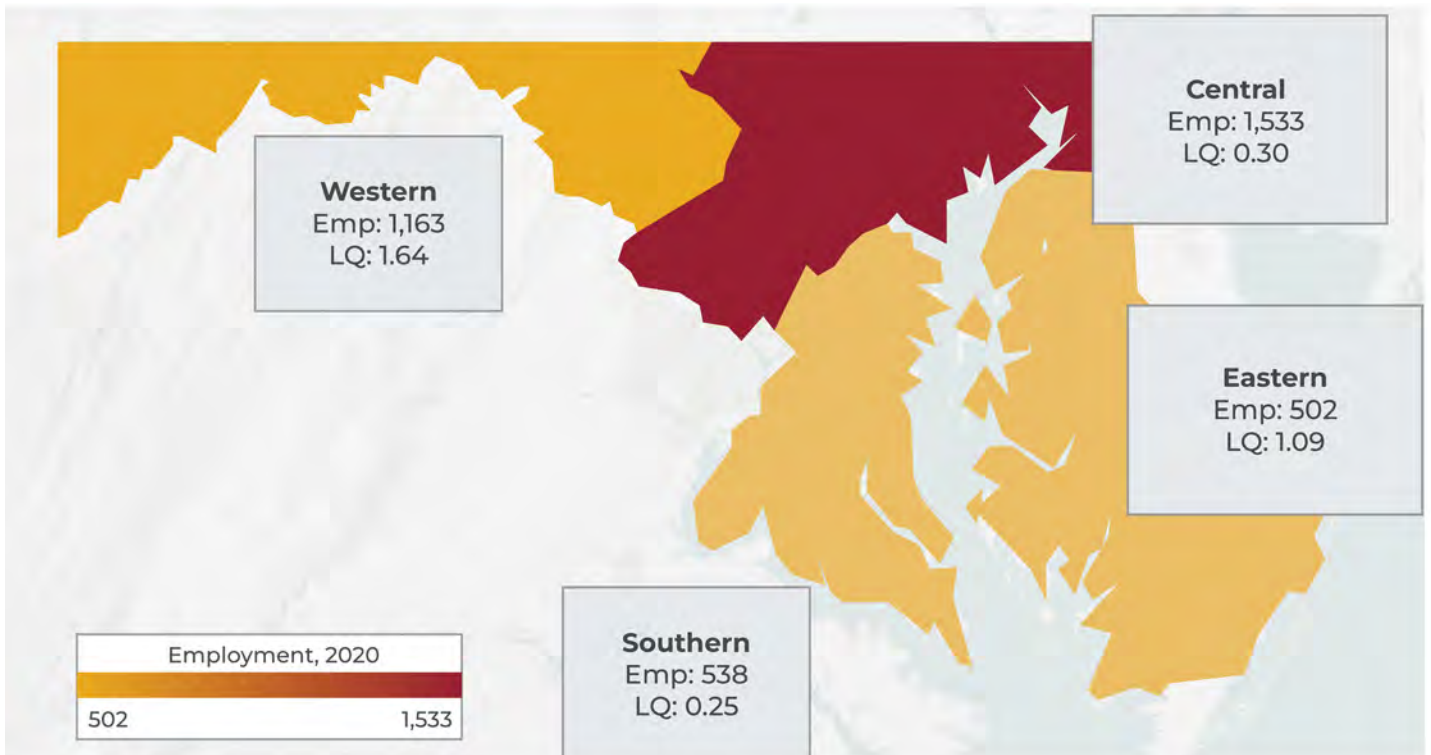 Central
Emp: 1,533
LQ: 0.30
Western
Emp: 1,163
LQ: 1.64
Eastern
Emp: 502
LQ: 1.09
Southern
Emp: 538
LQ: 0.25
Employment, 2020
502 1,533